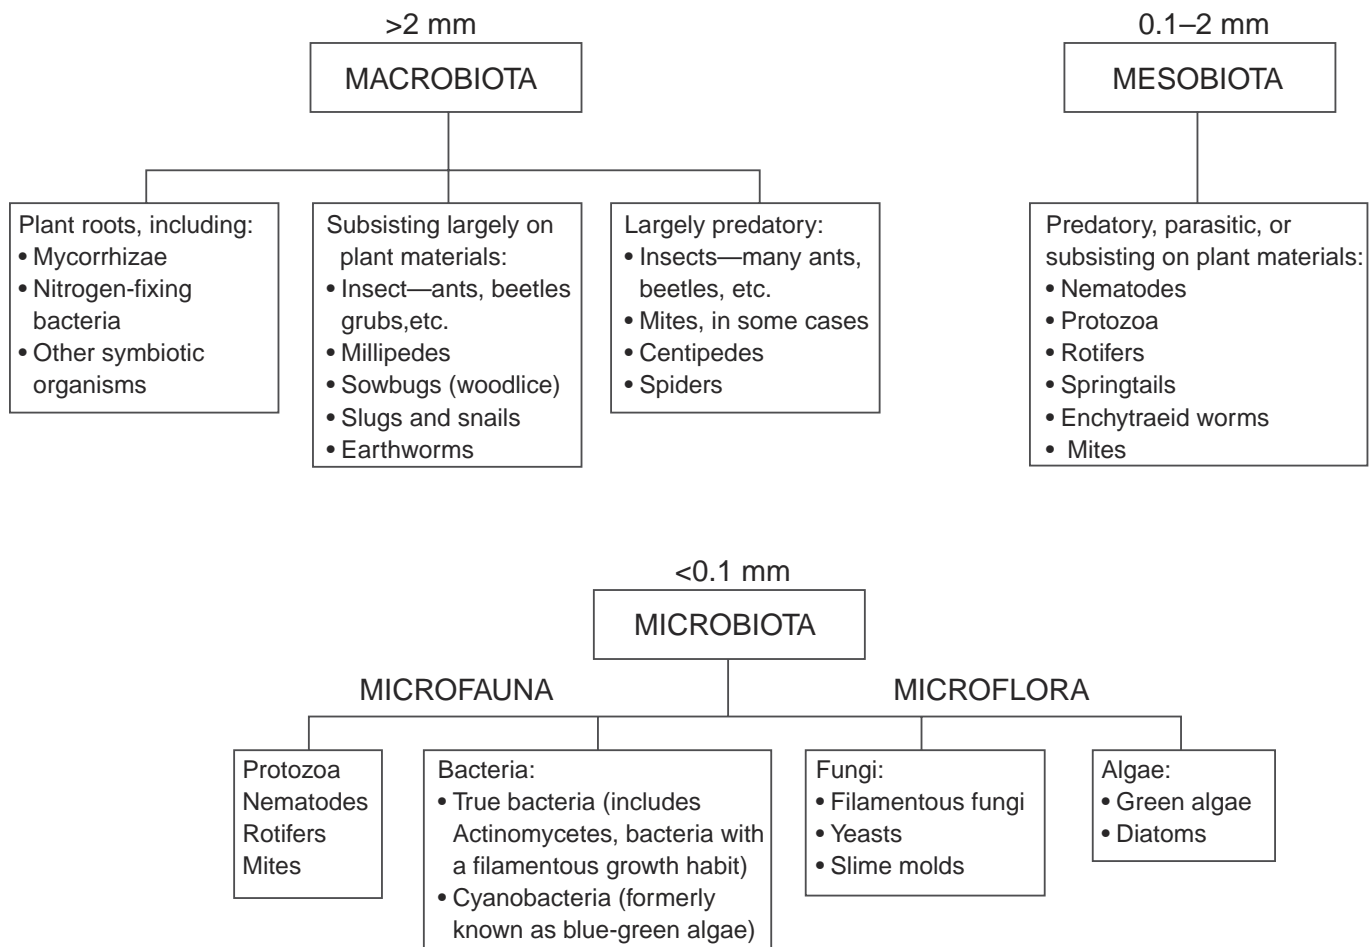 >2 mm
MACROBIOTA
Plant roots, including:
• Mycorrhizae
• Nitrogen-fixing
bacteria
• Other symbiotic
organisms
Subsisting largely on
plant materials:
• Insect—ants, beetles
grubs,etc.
• Millipedes
• Sowbugs (woodlice)
• Slugs and snails
• Earthworms
Largely predatory:
• Insects—many ants,
beetles, etc.
• Mites, in some cases
• Centipedes
• Spiders
0.1–2 mm
MESOBIOTA
Predatory, parasitic, or
subsisting on plant materials:
• Nematodes
• Protozoa
• Rotifers
• Springtails
• Enchytraeid worms
• Mites
<0.1 mm
MICROBIOTA
MICROFAUNA
MICROFLORA
Protozoa
Nematodes
Rotifers
Mites
Bacteria:
• True bacteria (includes
Actinomycetes, bacteria with
a filamentous growth habit)
• Cyanobacteria (formerly
known as blue-green algae)
Fungi:
• Filamentous fungi
• Yeasts
• Slime molds
Algae:
• Green algae
• Diatoms